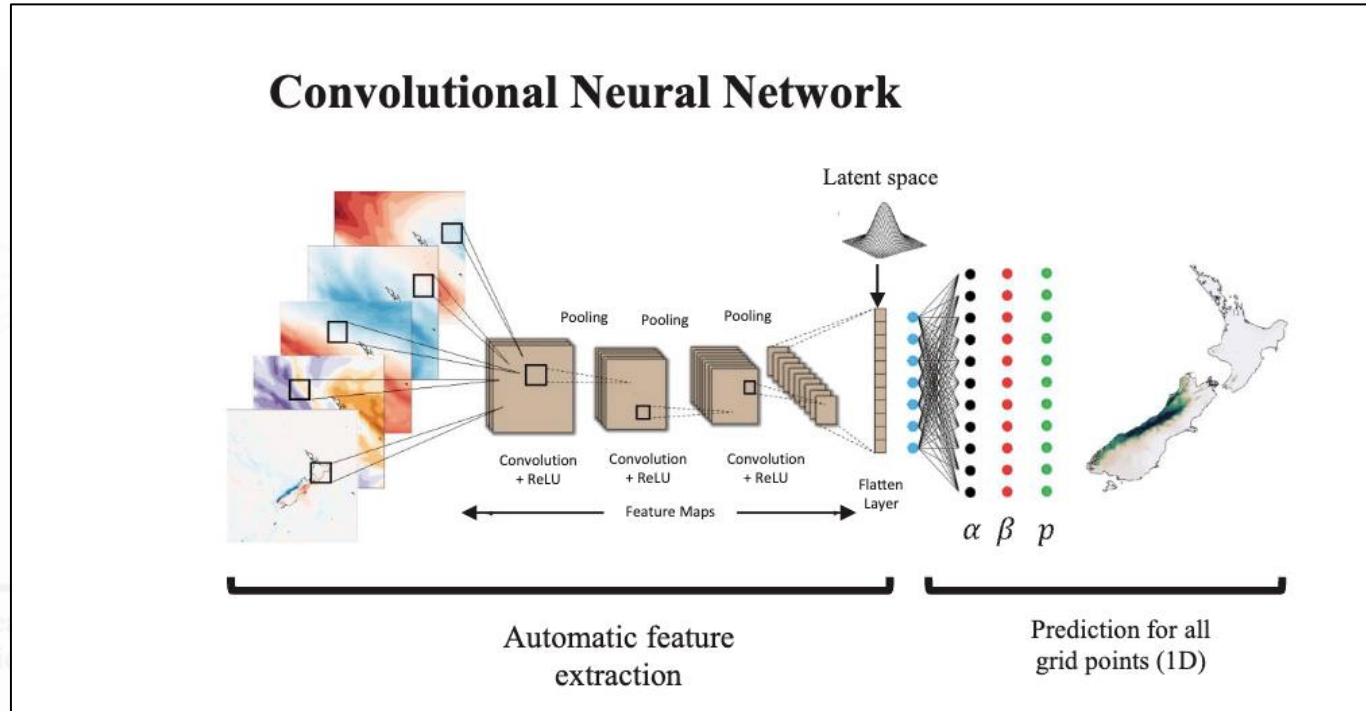 Convolutional Neural Network
Latent space
Pooling
Pooling
Pooling
Convolution
+ ReLU
Convolution
+ ReLU
Convolution
+ ReLU
Flatten
Layer
Feature Maps
α β p
Automatic feature
extraction
Prediction for all
grid points (1D)